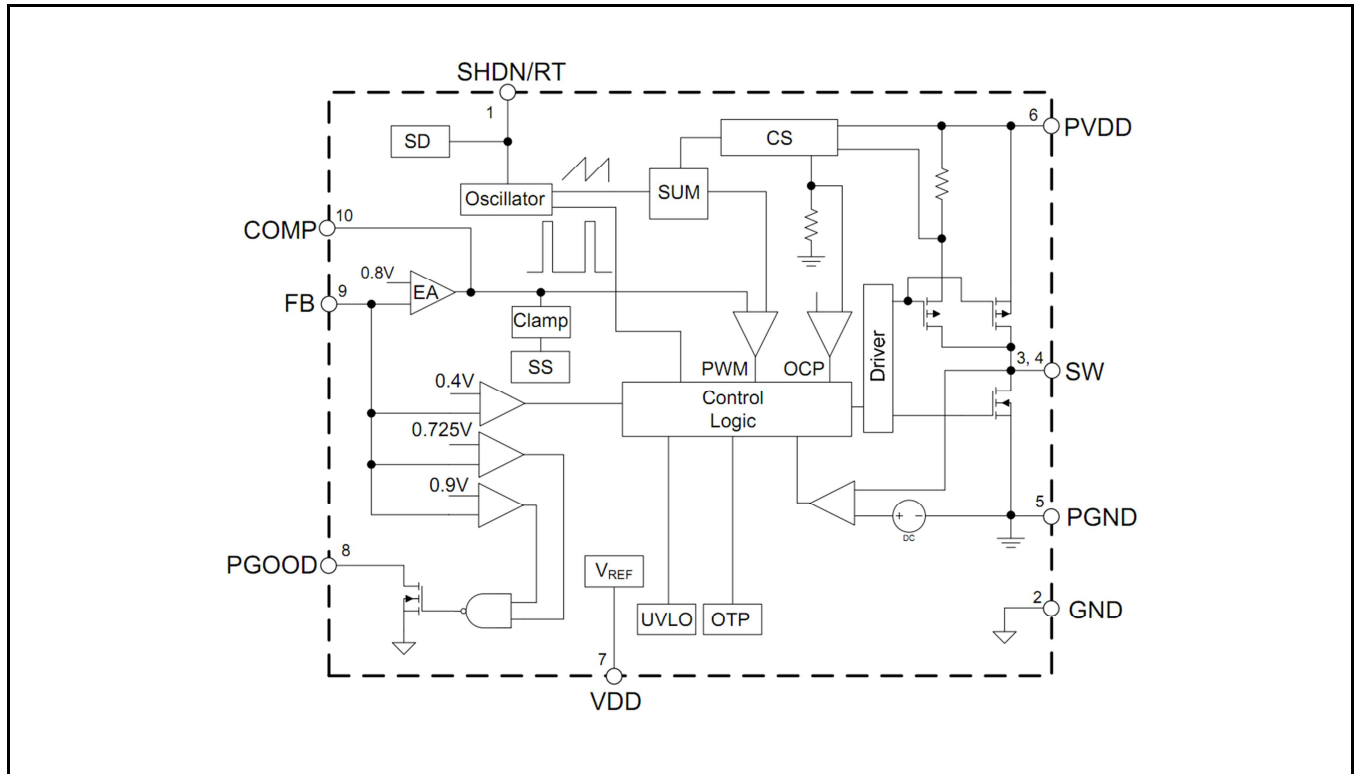 SHDN/RT
1
SD
CS
6
PVDD
Oscillator
SUM
10
COMP
0.8V
EA
9
FB
Clamp
SS
PWM
OCP
Driver
3, 4
SW
0.4V
Control
Logic
0.725V
0.9V
+
-
DC
5
PGND
8
PGOOD
VREF
UVLO
OTP
2
GND
7
VDD